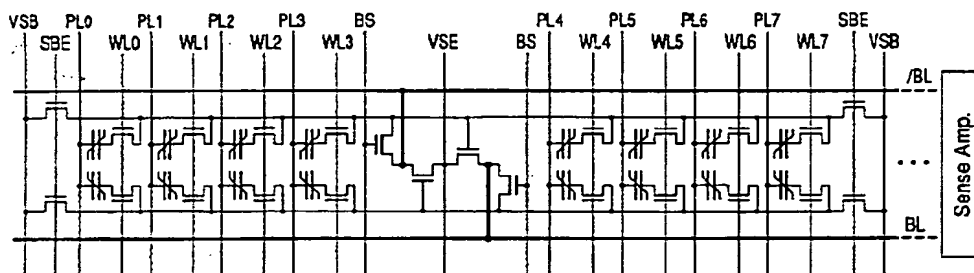 VSB PL0 PL1 PL2 PL3 BS PL4 PL5 PL6 PL7 SBE
SBE WL0 WL1 WL2 WL3 VSE BS WL4 WL5 WL6 WL7 VSB
/BL
Sense Amp.
BL